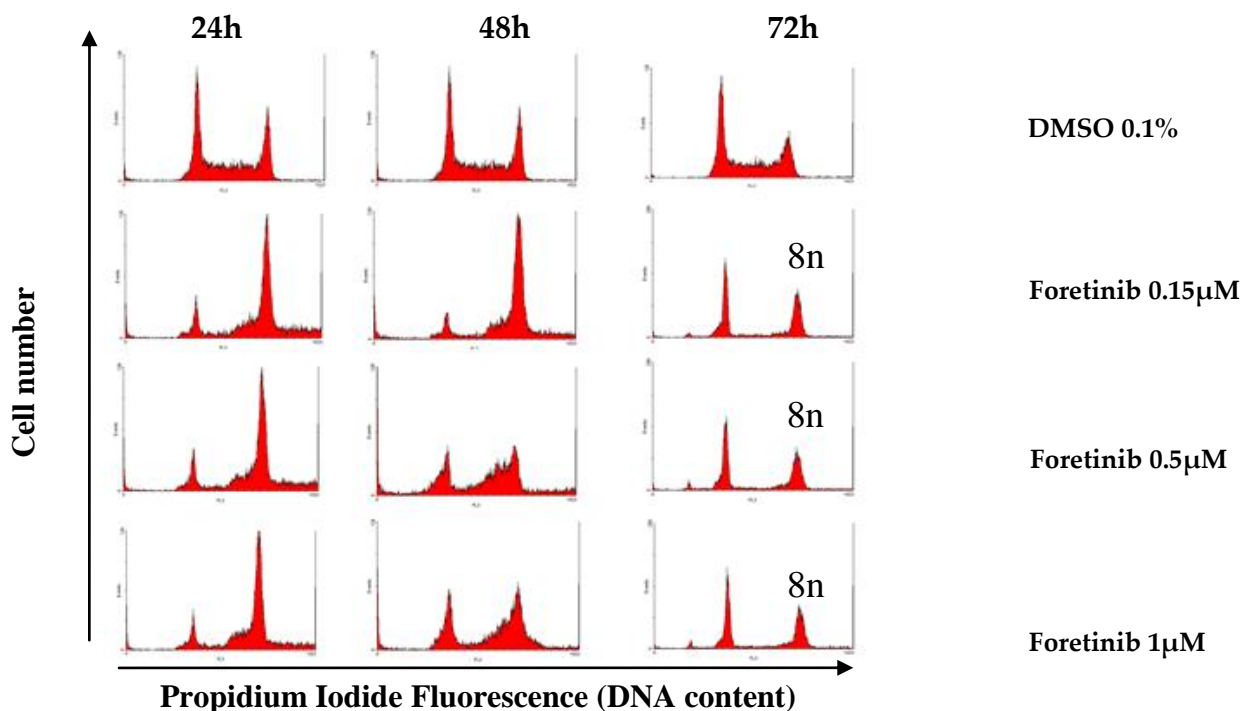 24h 48h 72h
DMSO 0.1%
8n
Foretinib 0.15μM
8n
Foretinib 0.5μM
8n
Foretinib 1μM
Cell number
Propidium Iodide Fluorescence (DNA content)